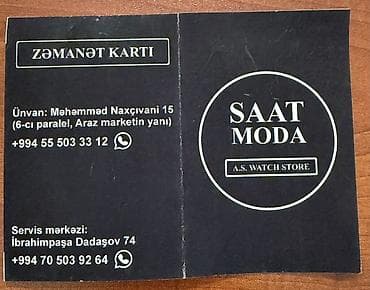 ZƏMANƏT KARTI
Ünvan: Məhəmməd Naxçıvani 15
(6-cı paralel, Araz marketin yanı)
+994 55 503 33 12
Servis mərkəzi:
İbrahimpaşa Dadaşov 74
+994 70 503 92 64
SAAT
MODA
A.S. WATCH STORE